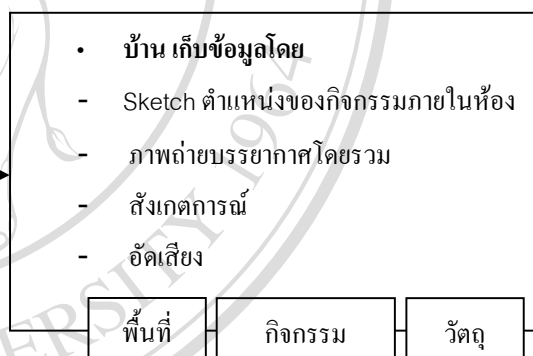 • บ้าน เก็บข้อมูลโดย
- Sketch ตำแหน่งของกิจกรรมภายในห้อง
- ภาพถ่ายบรรยากาศโดยรวม
- สังเกตการณ์
- อัดเสียง
พื้นที่ กิจกรรม วัตถุ
ERSITY 1964